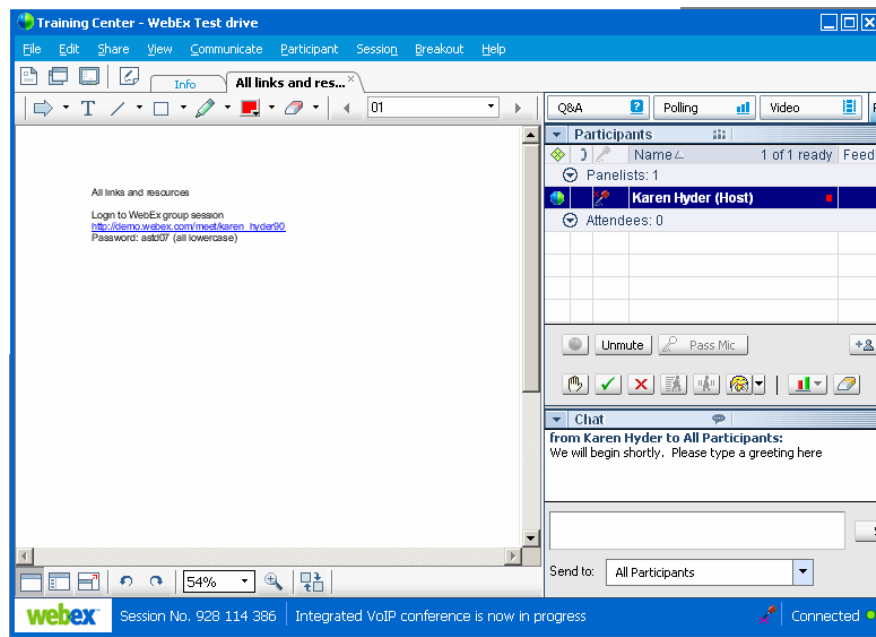 Training Center - WebEx Test drive
File Edit Share View Communicate Participant Session Breakout Help
Info All links and res...
T 01
Q&A Polling Video
Participants
Name 1 of 1 ready Feed
Panelists: 1
Karen Hyder (Host)
Attendees: 0
All links and resources
Login to WebEx group session
http://demo.webex.com/meet/karen_hyder90
Password: astd07 (all lowercase)
Unmute Pass Mic
Chat
from Karen Hyder to All Participants:
We will begin shortly. Please type a greeting here
Send to: All Participants
54%
webex Session No. 928 114 386 Integrated VoIP conference is now in progress Connected